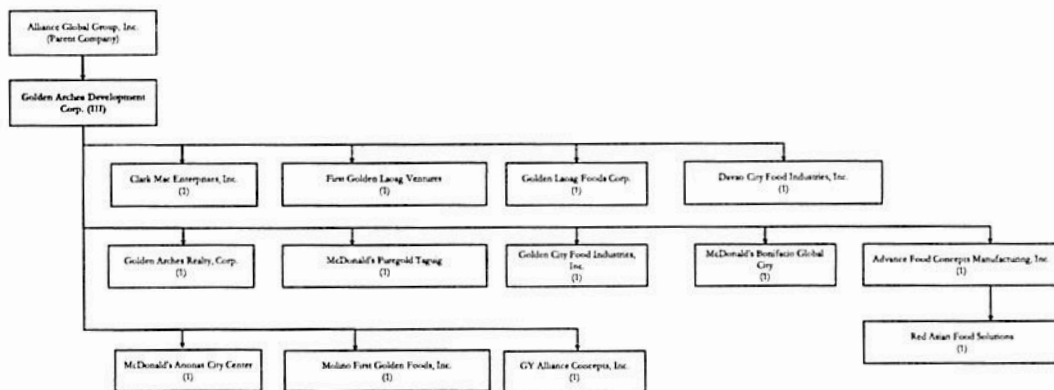 Alliance Global Group, Inc.
(Parent Company)
Golden Arches Development
Corp. (III)
Clark Mac Enterprises, Inc.
(1)
First Golden Laoag Ventures
(1)
Golden Laoag Foods Corp.
(1)
Davao City Food Industries, Inc.
(1)
Golden Arches Realty, Corp.
(1)
McDonald's Puregold Taguig
(1)
Golden City Food Industries,
Inc.
(1)
McDonald's Bonifacio Global
City
(1)
Advance Food Concepts Manufacturing, Inc.
(1)
Red Asian Food Solutions
(1)
McDonald's Anonas City Center
(1)
Molino First Golden Foods, Inc.
(1)
GY Alliance Concepts, Inc.
(1)